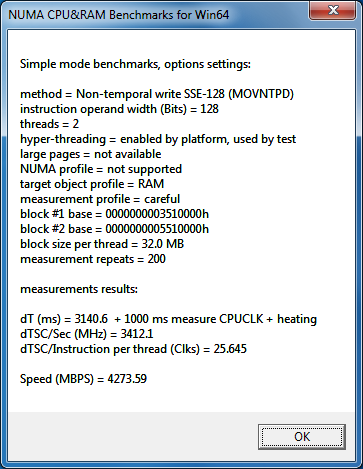 NUMA CPU&RAM Benchmarks for Win64
Simple mode benchmarks, options settings:
method = Non-temporal write SSE-128 (MOVNTPD)
instruction operand width (Bits) = 128
threads = 2
hyper-threading = enabled by platform, used by test
large pages = not available
NUMA profile = not supported
target object profile = RAM
measurement profile = careful
block #1 base = 0000000003510000h
block #2 base = 0000000005510000h
block size per thread = 32.0 MB
measurement repeats = 200
measurements results:
dT (ms) = 3140.6  + 1000 ms measure CPUCLK + heating
dTSC/Sec (MHz) = 3412.1
dTSC/Instruction per thread (Clks) = 25.645
Speed (MBPS) = 4273.59
OK